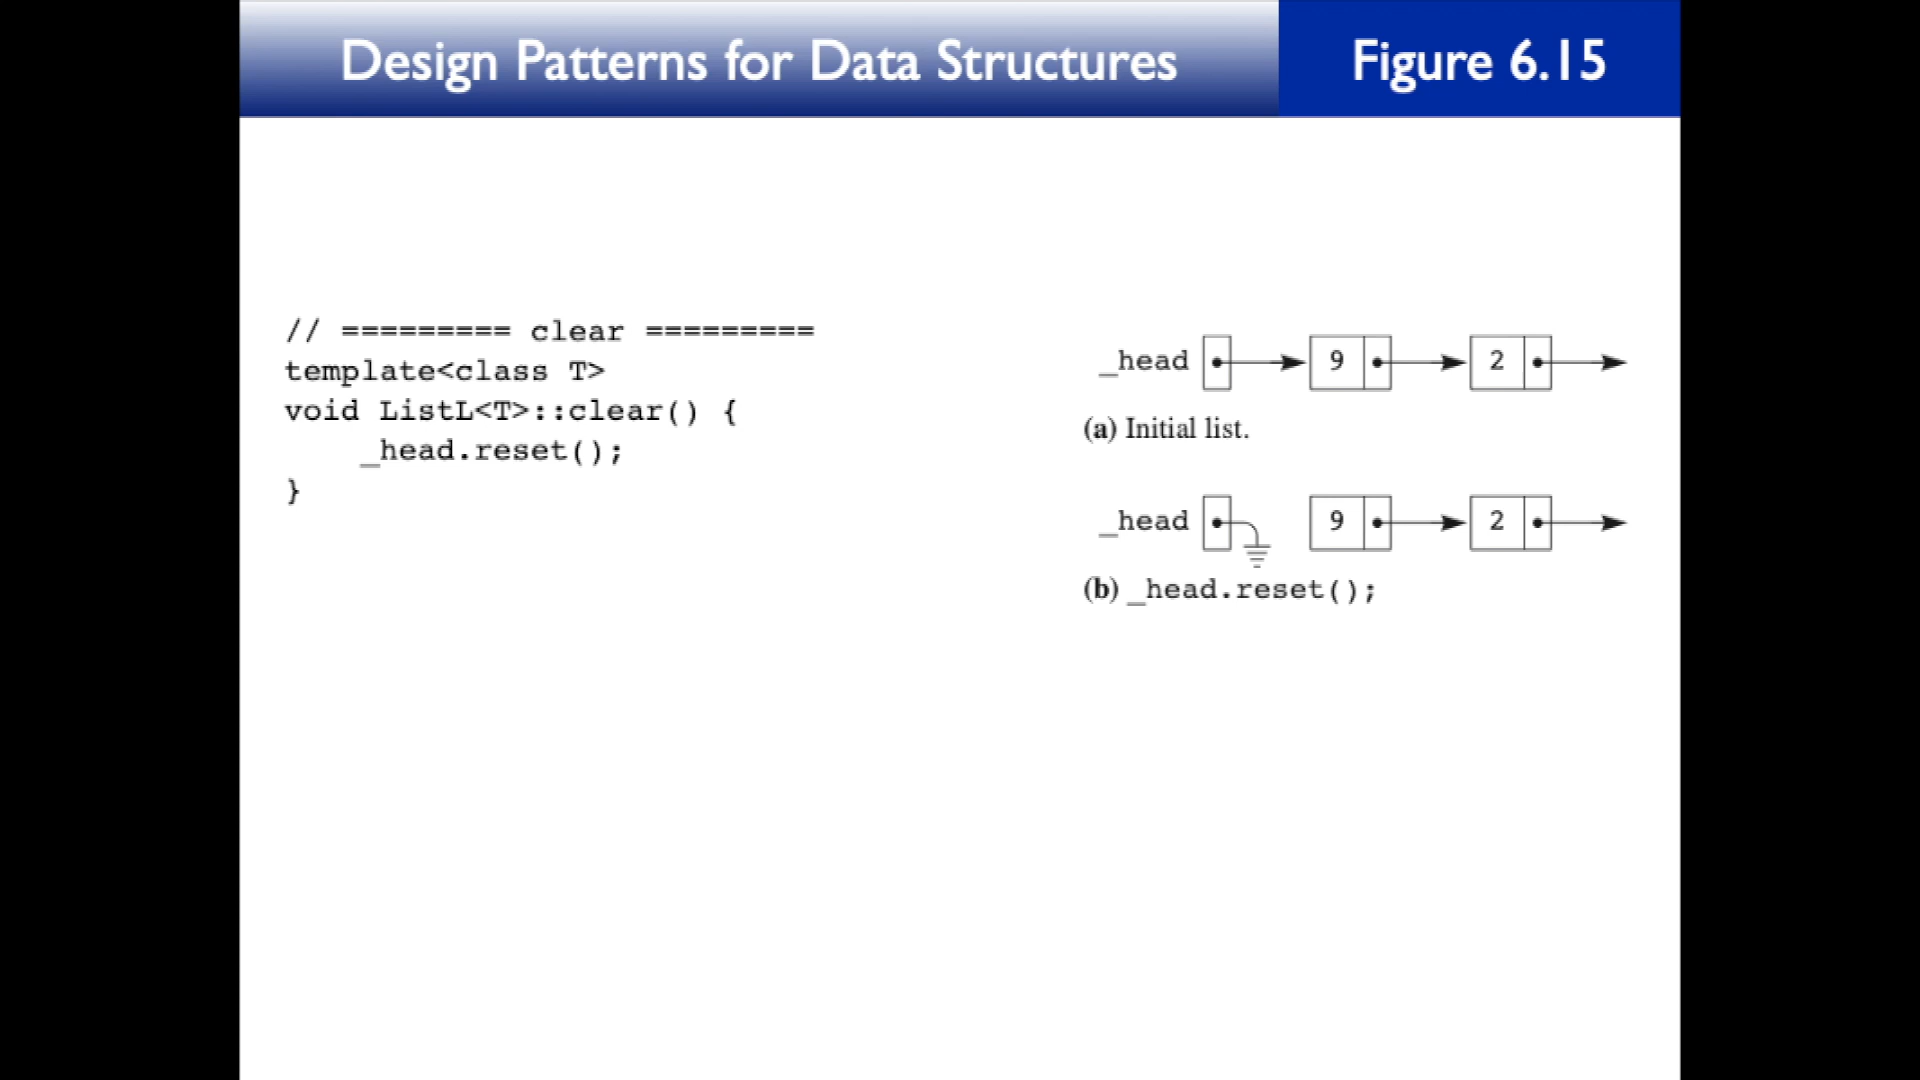 Design Patterns for Data Structures
Figure 6.15
// ========= clear =========
template<class T>
void ListL<T>::clear() {
    _head.reset();
}
_head 9 2
(a) Initial list.
_head 9 2
(b) _head.reset();